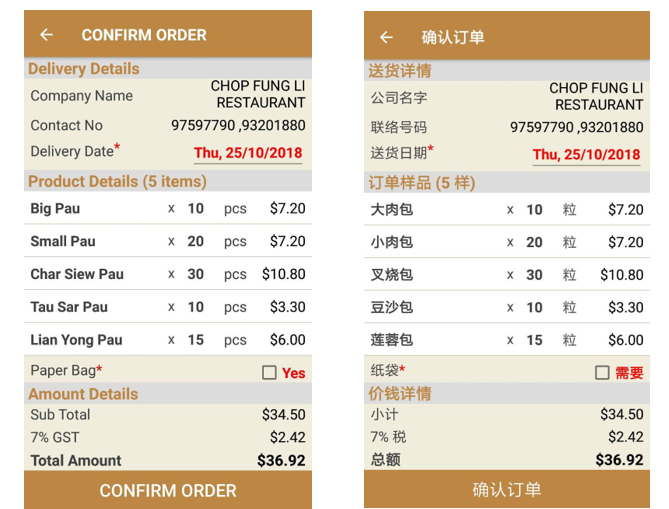 ← CONFIRM ORDER
Delivery Details
Company Name CHOP FUNG LI
RESTAURANT
Contact No 97597790 ,93201880
Delivery Date* Thu, 25/10/2018
Product Details (5 items)
Big Pau x 10 pcs $7.20
Small Pau x 20 pcs $7.20
Char Siew Pau x 30 pcs $10.80
Tau Sar Pau x 10 pcs $3.30
Lian Yong Pau x 15 pcs $6.00
Paper Bag* Yes
Amount Details
Sub Total $34.50
7% GST $2.42
Total Amount $36.92
CONFIRM ORDER
← 确认订单
送货详情
公司名字 CHOP FUNG LI
RESTAURANT
联络号码 97597790 ,93201880
送货日期* Thu, 25/10/2018
订单样品 (5 样)
大肉包 x 10 粒 $7.20
小肉包 x 20 粒 $7.20
叉烧包 x 30 粒 $10.80
豆沙包 x 10 粒 $3.30
莲蓉包 x 15 粒 $6.00
纸袋* 需要
价钱详情
小计 $34.50
7% 税 $2.42
总额 $36.92
确认订单